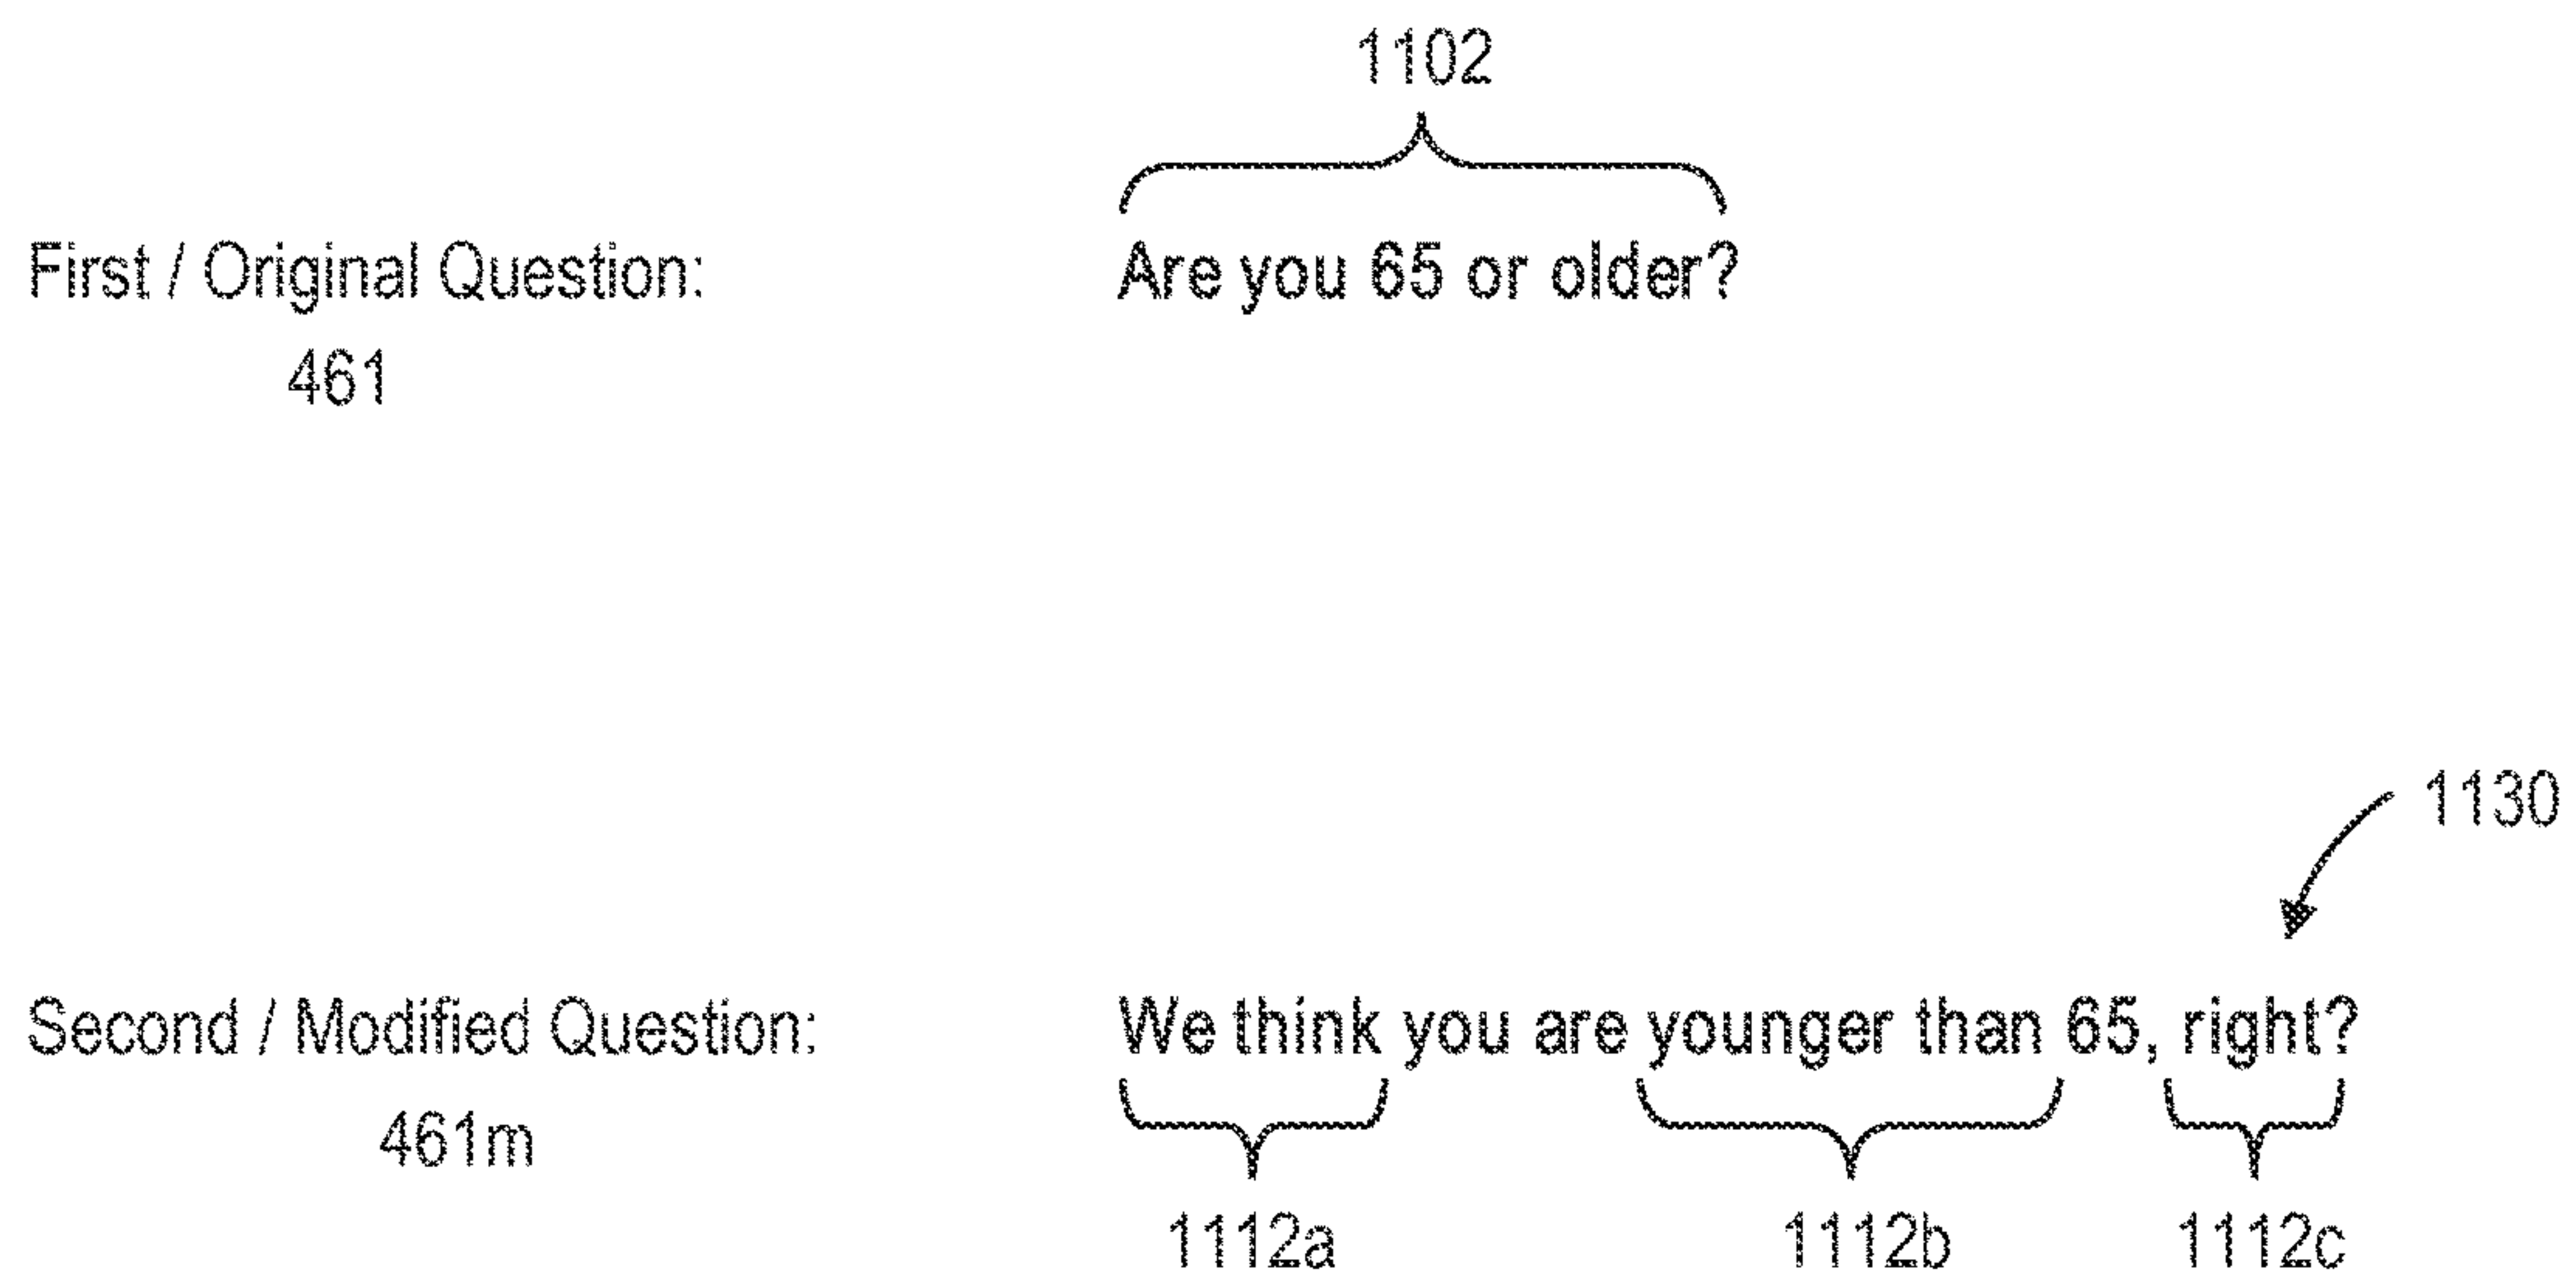 1102
First / Original Question: Are you 65 or older?
461
1130
Second / Modified Question: We think you are younger than 65, right?
461m
1112a 1112b 1112c